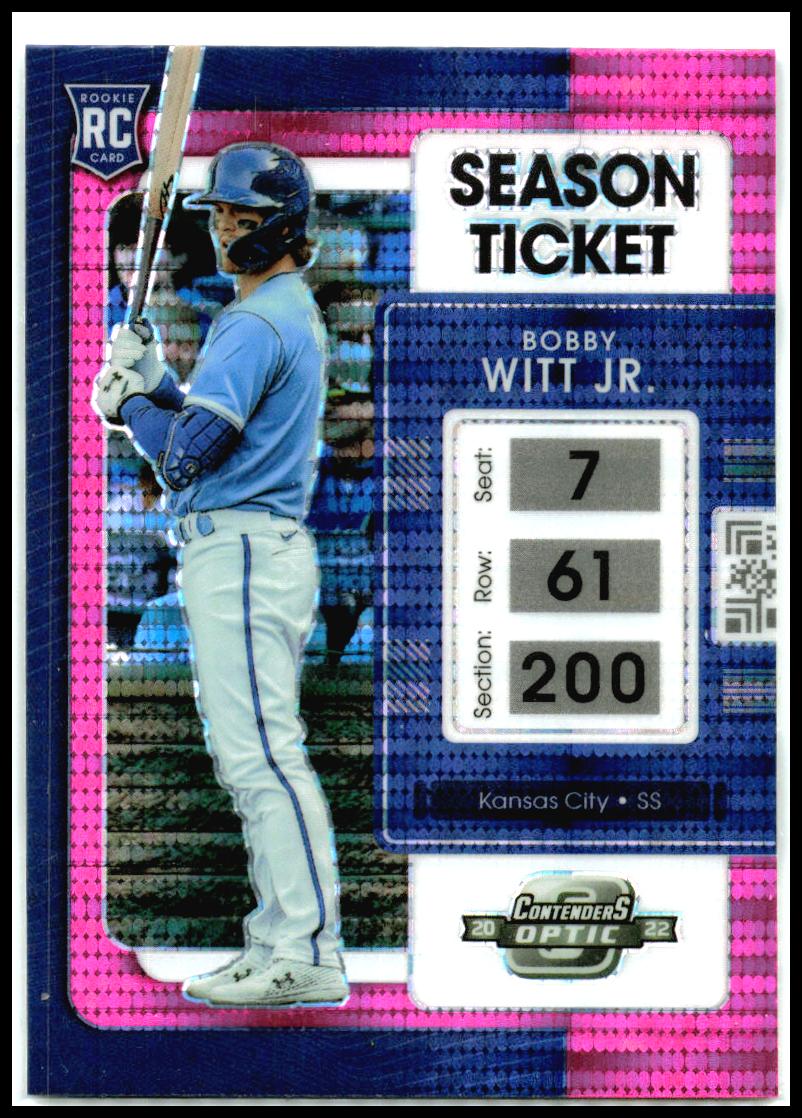 ROOKIE
RC
CARD
SEASON
TICKET
BOBBY
WITT JR.
Seat: 7
Row: 61
Section: 200
Kansas City • SS
20 CONTENDERS 22
OPTIC